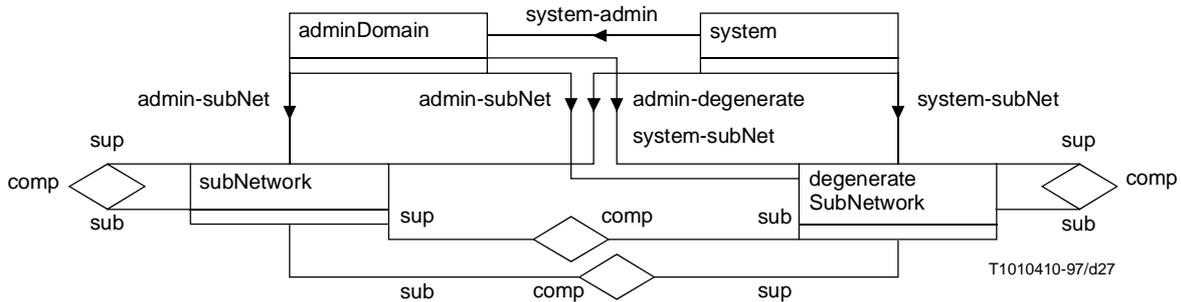 system-admin
adminDomain
system
admin-subNet
admin-subNet
admin-degenerate
system-subNet
system-subNet
sup
sup
comp
subNetwork
degenerate
SubNetwork
comp
sub
sup
comp
sub
sub
T1010410-97/d27
sub
comp
sup